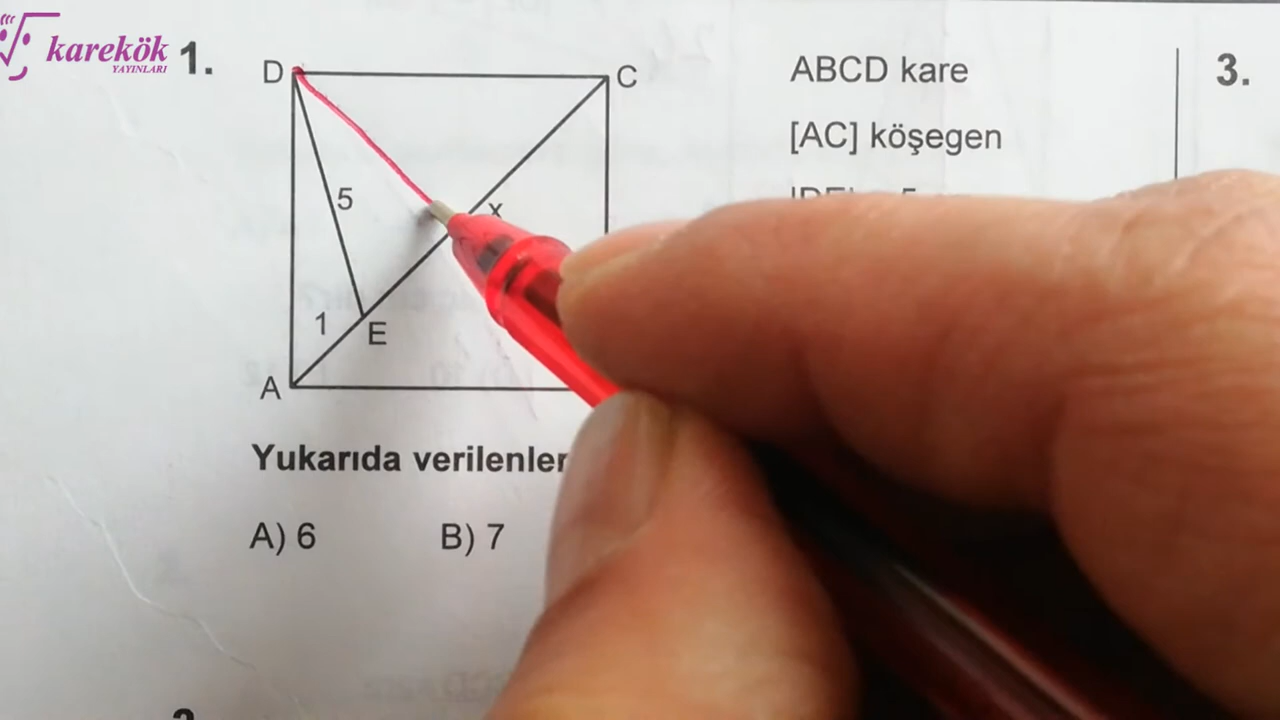 karekök
YAYINLARI
1.
D
C
ABCD kare
3.
[AC] köşegen
5
x
1
E
A
Yukarıda verilenler
A) 6
B) 7